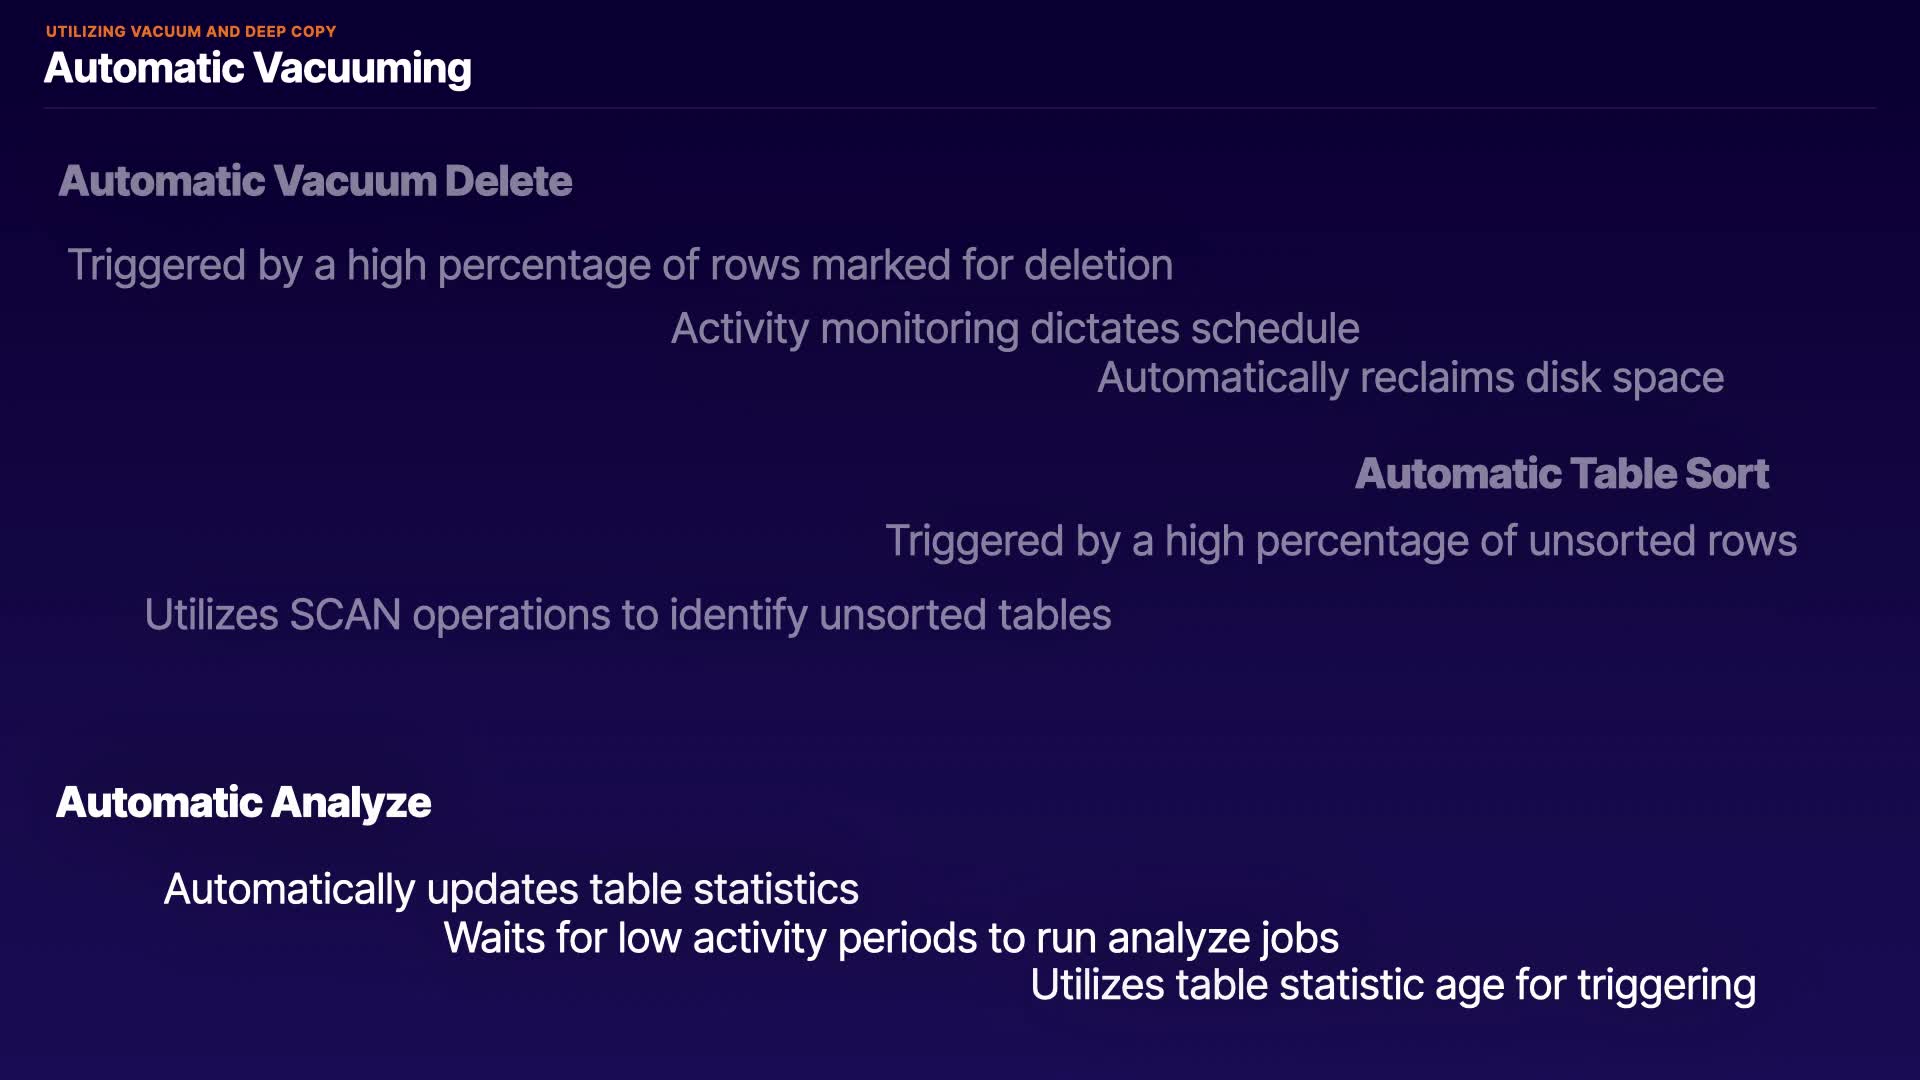 UTILIZING VACUUM AND DEEP COPY
Automatic Vacuuming
Automatic Vacuum Delete
Triggered by a high percentage of rows marked for deletion
Activity monitoring dictates schedule
Automatically reclaims disk space
Automatic Table Sort
Triggered by a high percentage of unsorted rows
Utilizes SCAN operations to identify unsorted tables
Automatic Analyze
Automatically updates table statistics
Waits for low activity periods to run analyze jobs
Utilizes table statistic age for triggering